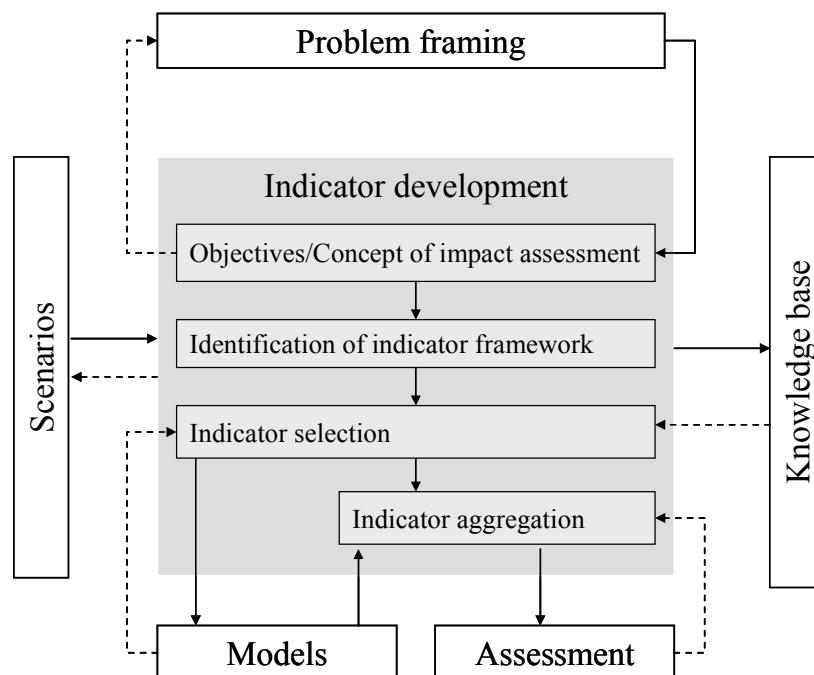 Problem framing
Indicator development
Objectives/Concept of impact assessment
Scenarios
Identification of indicator framework
Knowledge base
Indicator selection
Indicator aggregation
Models
Assessment